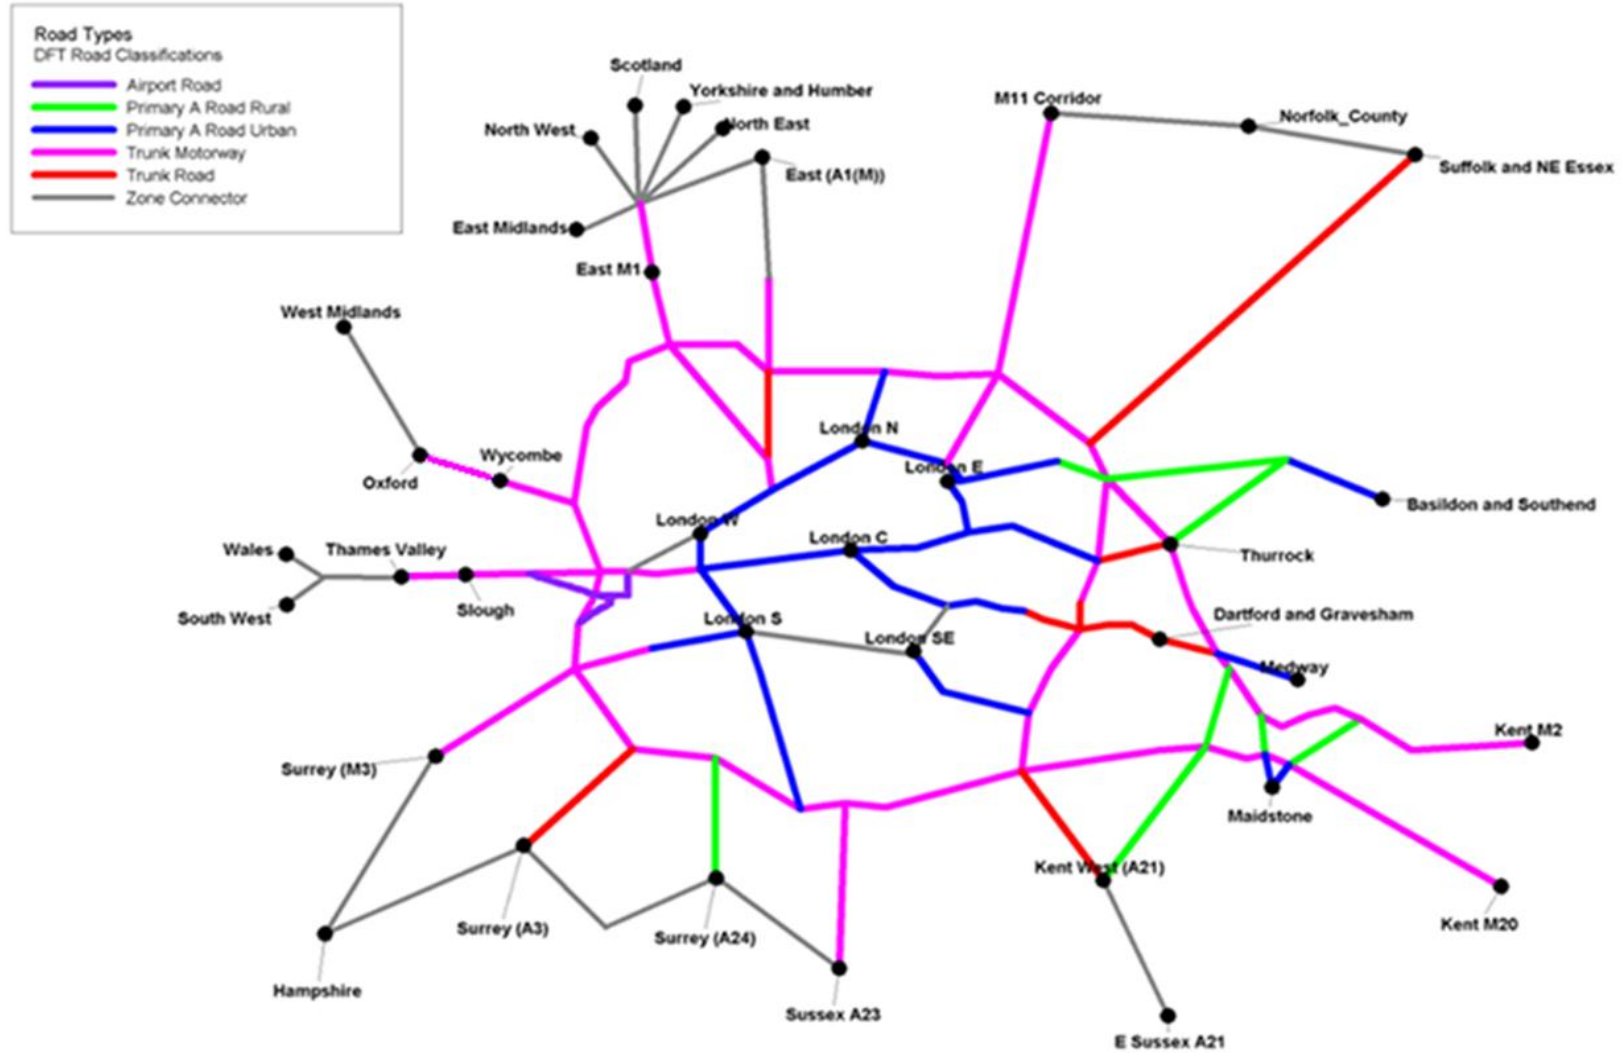 Road Types
DFT Road Classifications
Airport Road
Primary A Road Rural
Primary A Road Urban
Trunk Motorway
Trunk Road
Zone Connector
Scotland
Yorkshire and Humber
North West
North East
East (A1(M))
East Midlands
East M1
M11 Corridor
Norfolk_County
Suffolk and NE Essex
West Midlands
Oxford
Wycombe
London N
London E
Basildon and Southend
London W
London C
Wales
Thames Valley
Thurrock
South West
Slough
London S
London SE
Dartford and Gravesham
Medway
Kent M2
Surrey (M3)
Maidstone
Kent West (A21)
Surrey (A3)
Surrey (A24)
Kent M20
Hampshire
Sussex A23
E Sussex A21